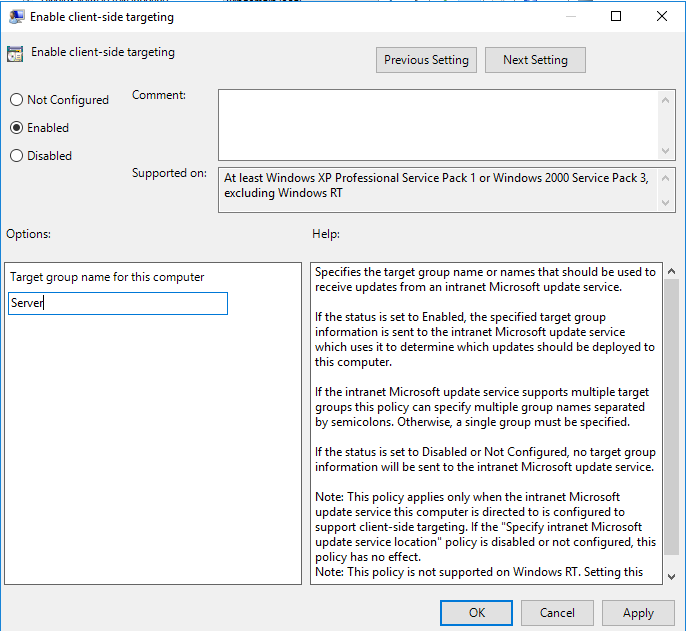 Enable client-side targeting
Enable client-side targeting
Previous Setting
Next Setting
Not Configured
Comment:
Enabled
Disabled
Supported on:
At least Windows XP Professional Service Pack 1 or Windows 2000 Service Pack 3,
excluding Windows RT
Options:
Help:
Target group name for this computer
Server
Specifies the target group name or names that should be used to
receive updates from an intranet Microsoft update service.
If the status is set to Enabled, the specified target group
information is sent to the intranet Microsoft update service
which uses it to determine which updates should be deployed to
this computer.
If the intranet Microsoft update service supports multiple target
groups this policy can specify multiple group names separated
by semicolons. Otherwise, a single group must be specified.
If the status is set to Disabled or Not Configured, no target group
information will be sent to the intranet Microsoft update service.
Note: This policy applies only when the intranet Microsoft
update service this computer is directed to is configured to
support client-side targeting. If the "Specify intranet Microsoft
update service location" policy is disabled or not configured, this
policy has no effect.
Note: This policy is not supported on Windows RT. Setting this
OK
Cancel
Apply